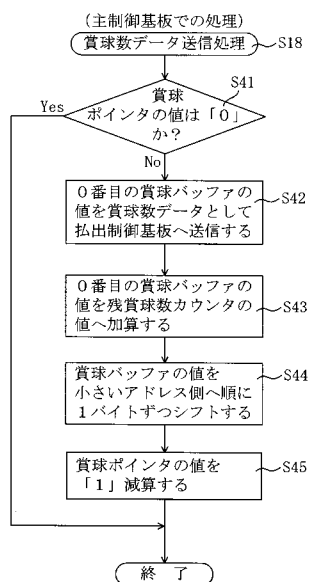 (主制御基板での処理)
賞球数データ送信処理
S18
S41
賞球
ポインタの値は「0」
か?
Yes
No
0番目の賞球バッファの
値を賞球数データとして
払出制御基板へ送信する
S42
0番目の賞球バッファの
値を残賞球数カウンタの
値へ加算する
S43
賞球バッファの値を
小さいアドレス側へ順に
1バイトずつシフトする
S44
賞球ポインタの値を
「1」減算する
S45
終 了